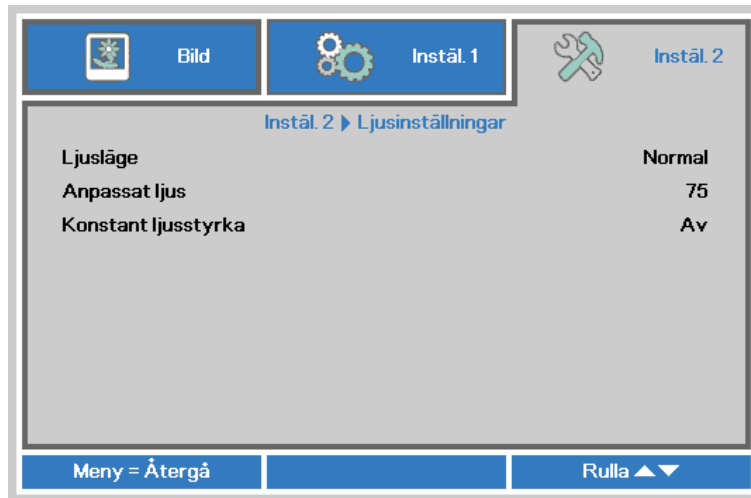 Bild
Instäl. 1
Instäl. 2
Instäl. 2 ▶ Ljusinställningar
Ljusläge Normal
Anpassat ljus 75
Konstant ljusstyrka Av
Meny = Återgå
Rulla ▲▼